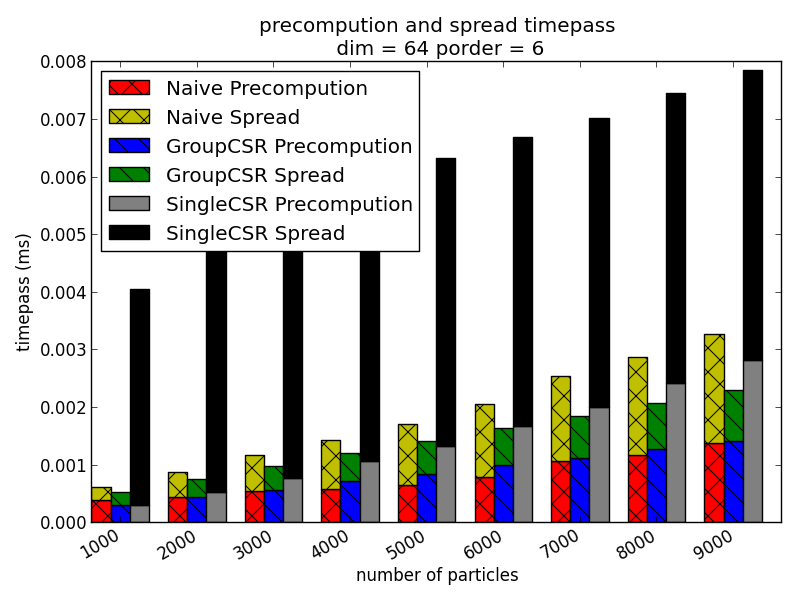 precompution and spread timepass
dim = 64 porder = 6
0.008
0.007
0.006
0.005
0.004
0.003
0.002
0.001
0.000
timepass (ms)
Naive Precompution
Naive Spread
GroupCSR Precompution
GroupCSR Spread
SingleCSR Precompution
SingleCSR Spread
1000 2000 3000 4000 5000 6000 7000 8000 9000
number of particles